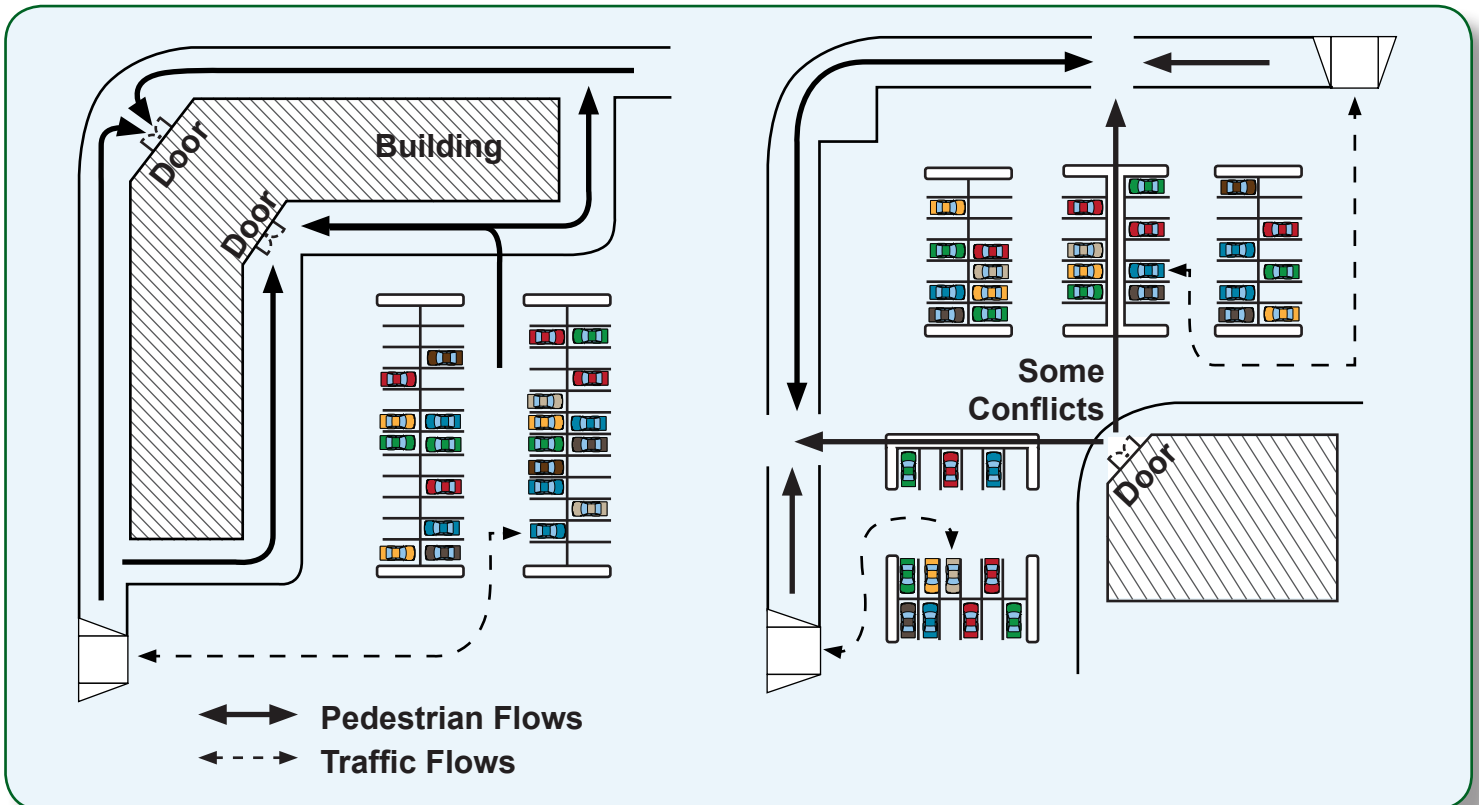 Building
Door
Door
Some
Conflicts
Door
Pedestrian Flows
Traffic Flows